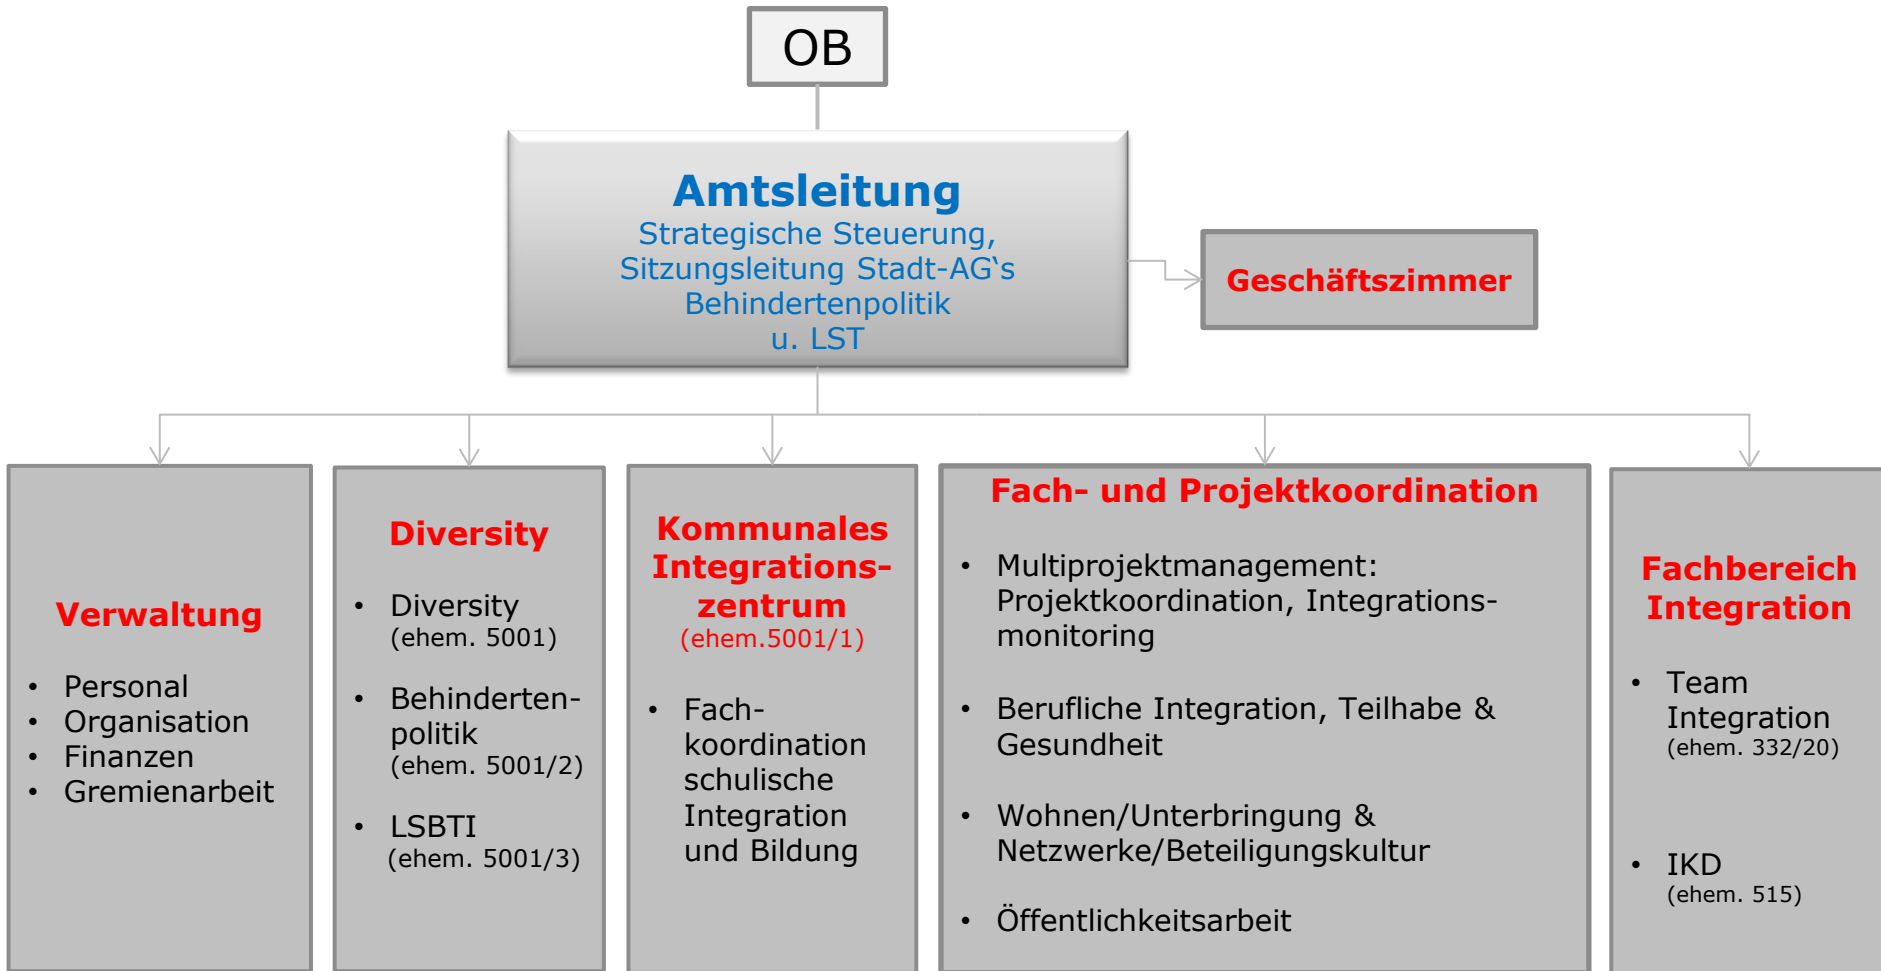 OB
Amtsleitung
Strategische Steuerung,
Sitzungsleitung Stadt-AG‘s
Behindertenpolitik
u. LST
Geschäftszimmer
Verwaltung
• Personal
• Organisation
• Finanzen
• Gremienarbeit
Diversity
• Diversity
(ehem. 5001)
• Behinderten-
politik
(ehem. 5001/2)
• LSBTI
(ehem. 5001/3)
Kommunales
Integrations-
zentrum
(ehem.5001/1)
• Fach-
koordination
schulische
Integration
und Bildung
Fach- und Projektkoordination
• Multiprojektmanagement:
Projektkoordination, Integrations-
monitoring
• Berufliche Integration, Teilhabe &
Gesundheit
• Wohnen/Unterbringung &
Netzwerke/Beteiligungskultur
• Öffentlichkeitsarbeit
Fachbereich
Integration
• Team
Integration
(ehem. 332/20)
• IKD
(ehem. 515)